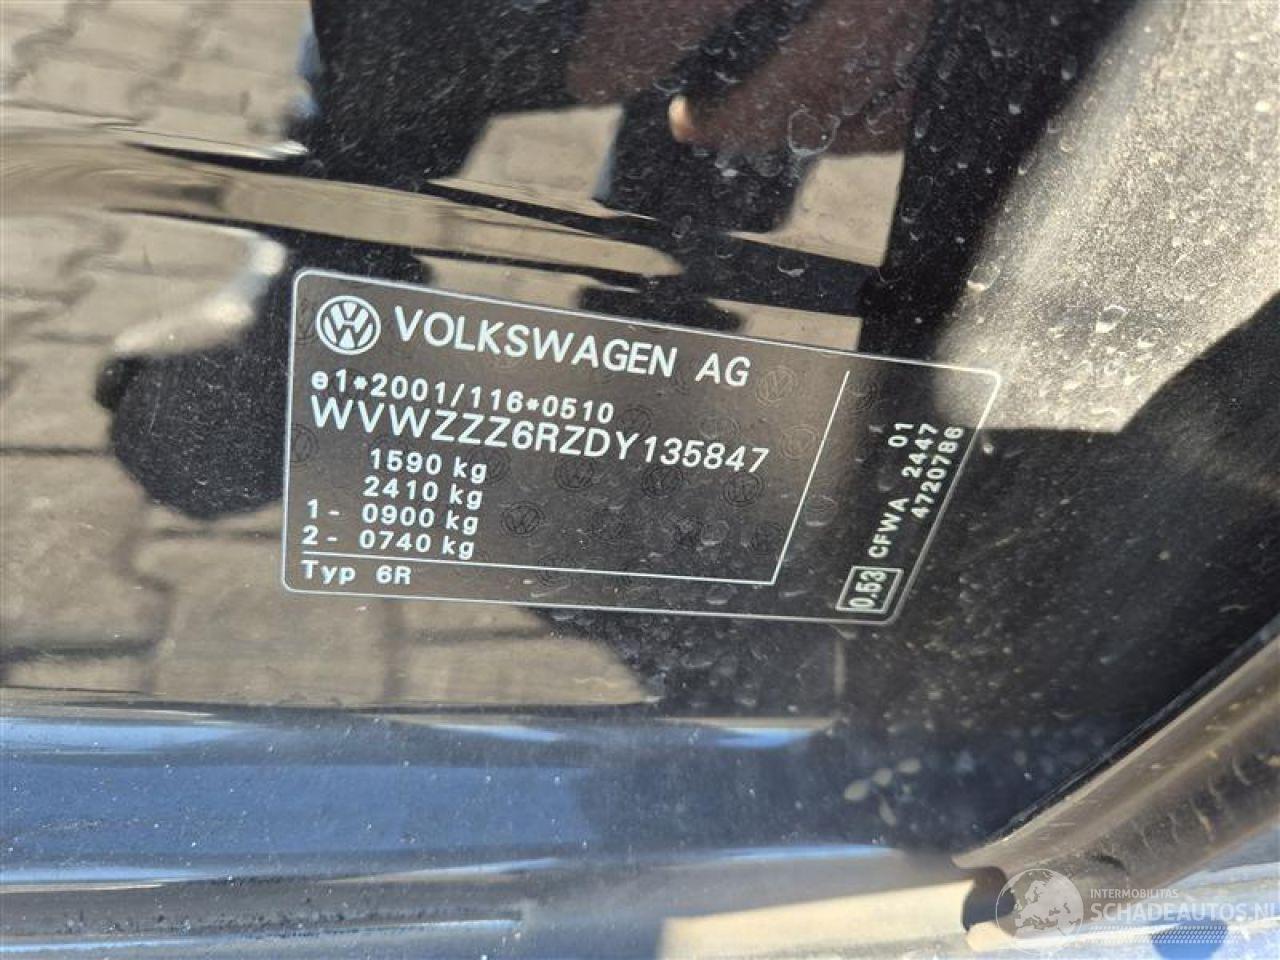 VOLKSWAGEN AG
e1*2001/116*0510
WVWZZZ6RZDY135847
1590 kg
2410 kg
1- 0900 kg
2- 0740 kg
Typ 6R
01
CFWA 2447
4720786
0.53
INTERMOBILITAS
SCHADEAUTOS.NL